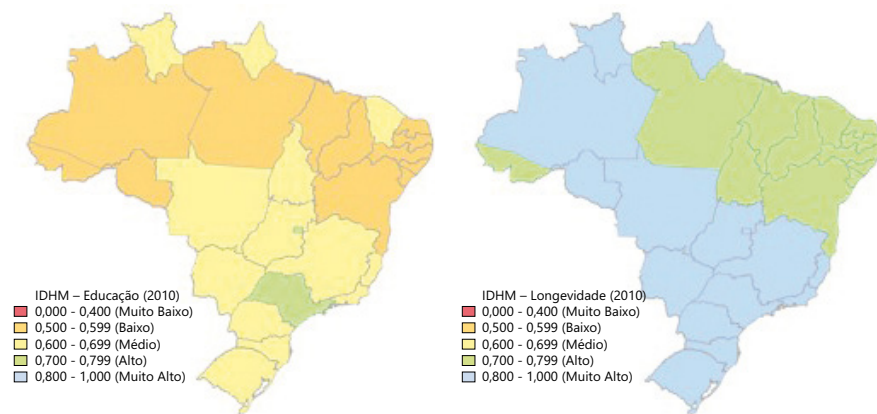 IDHM – Educação (2010)
0,000 - 0,400 (Muito Baixo)
0,500 - 0,599 (Baixo)
0,600 - 0,699 (Médio)
0,700 - 0,799 (Alto)
0,800 - 1,000 (Muito Alto)
IDHM – Longevidade (2010)
0,000 - 0,400 (Muito Baixo)
0,500 - 0,599 (Baixo)
0,600 - 0,699 (Médio)
0,700 - 0,799 (Alto)
0,800 - 1,000 (Muito Alto)